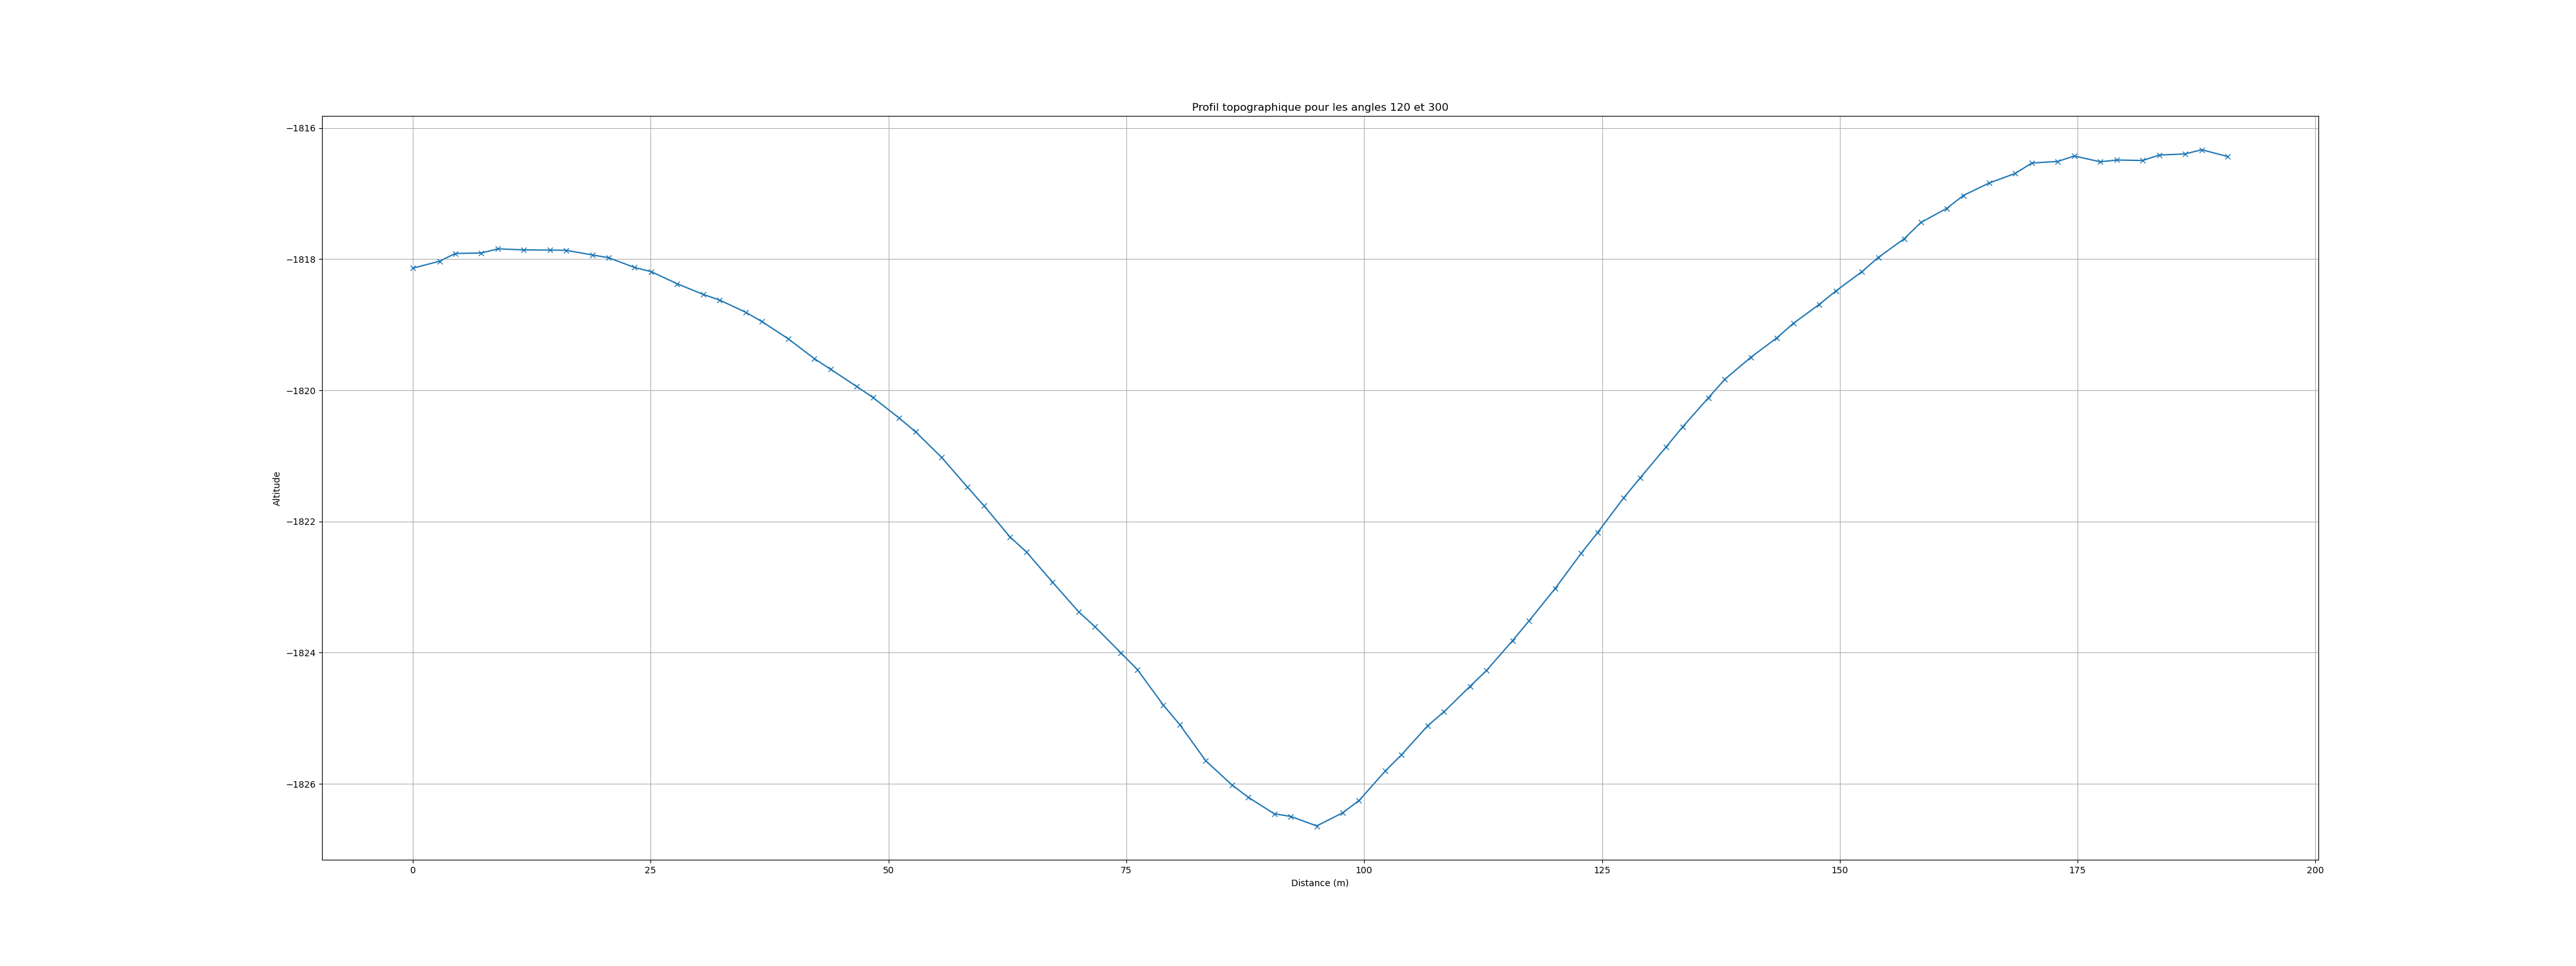 Profil topographique pour les angles 120 et 300
−1816
−1818
−1820
−1822
−1824
−1826
Altitude
0 25 50 75 100 125 150 175 200
Distance (m)